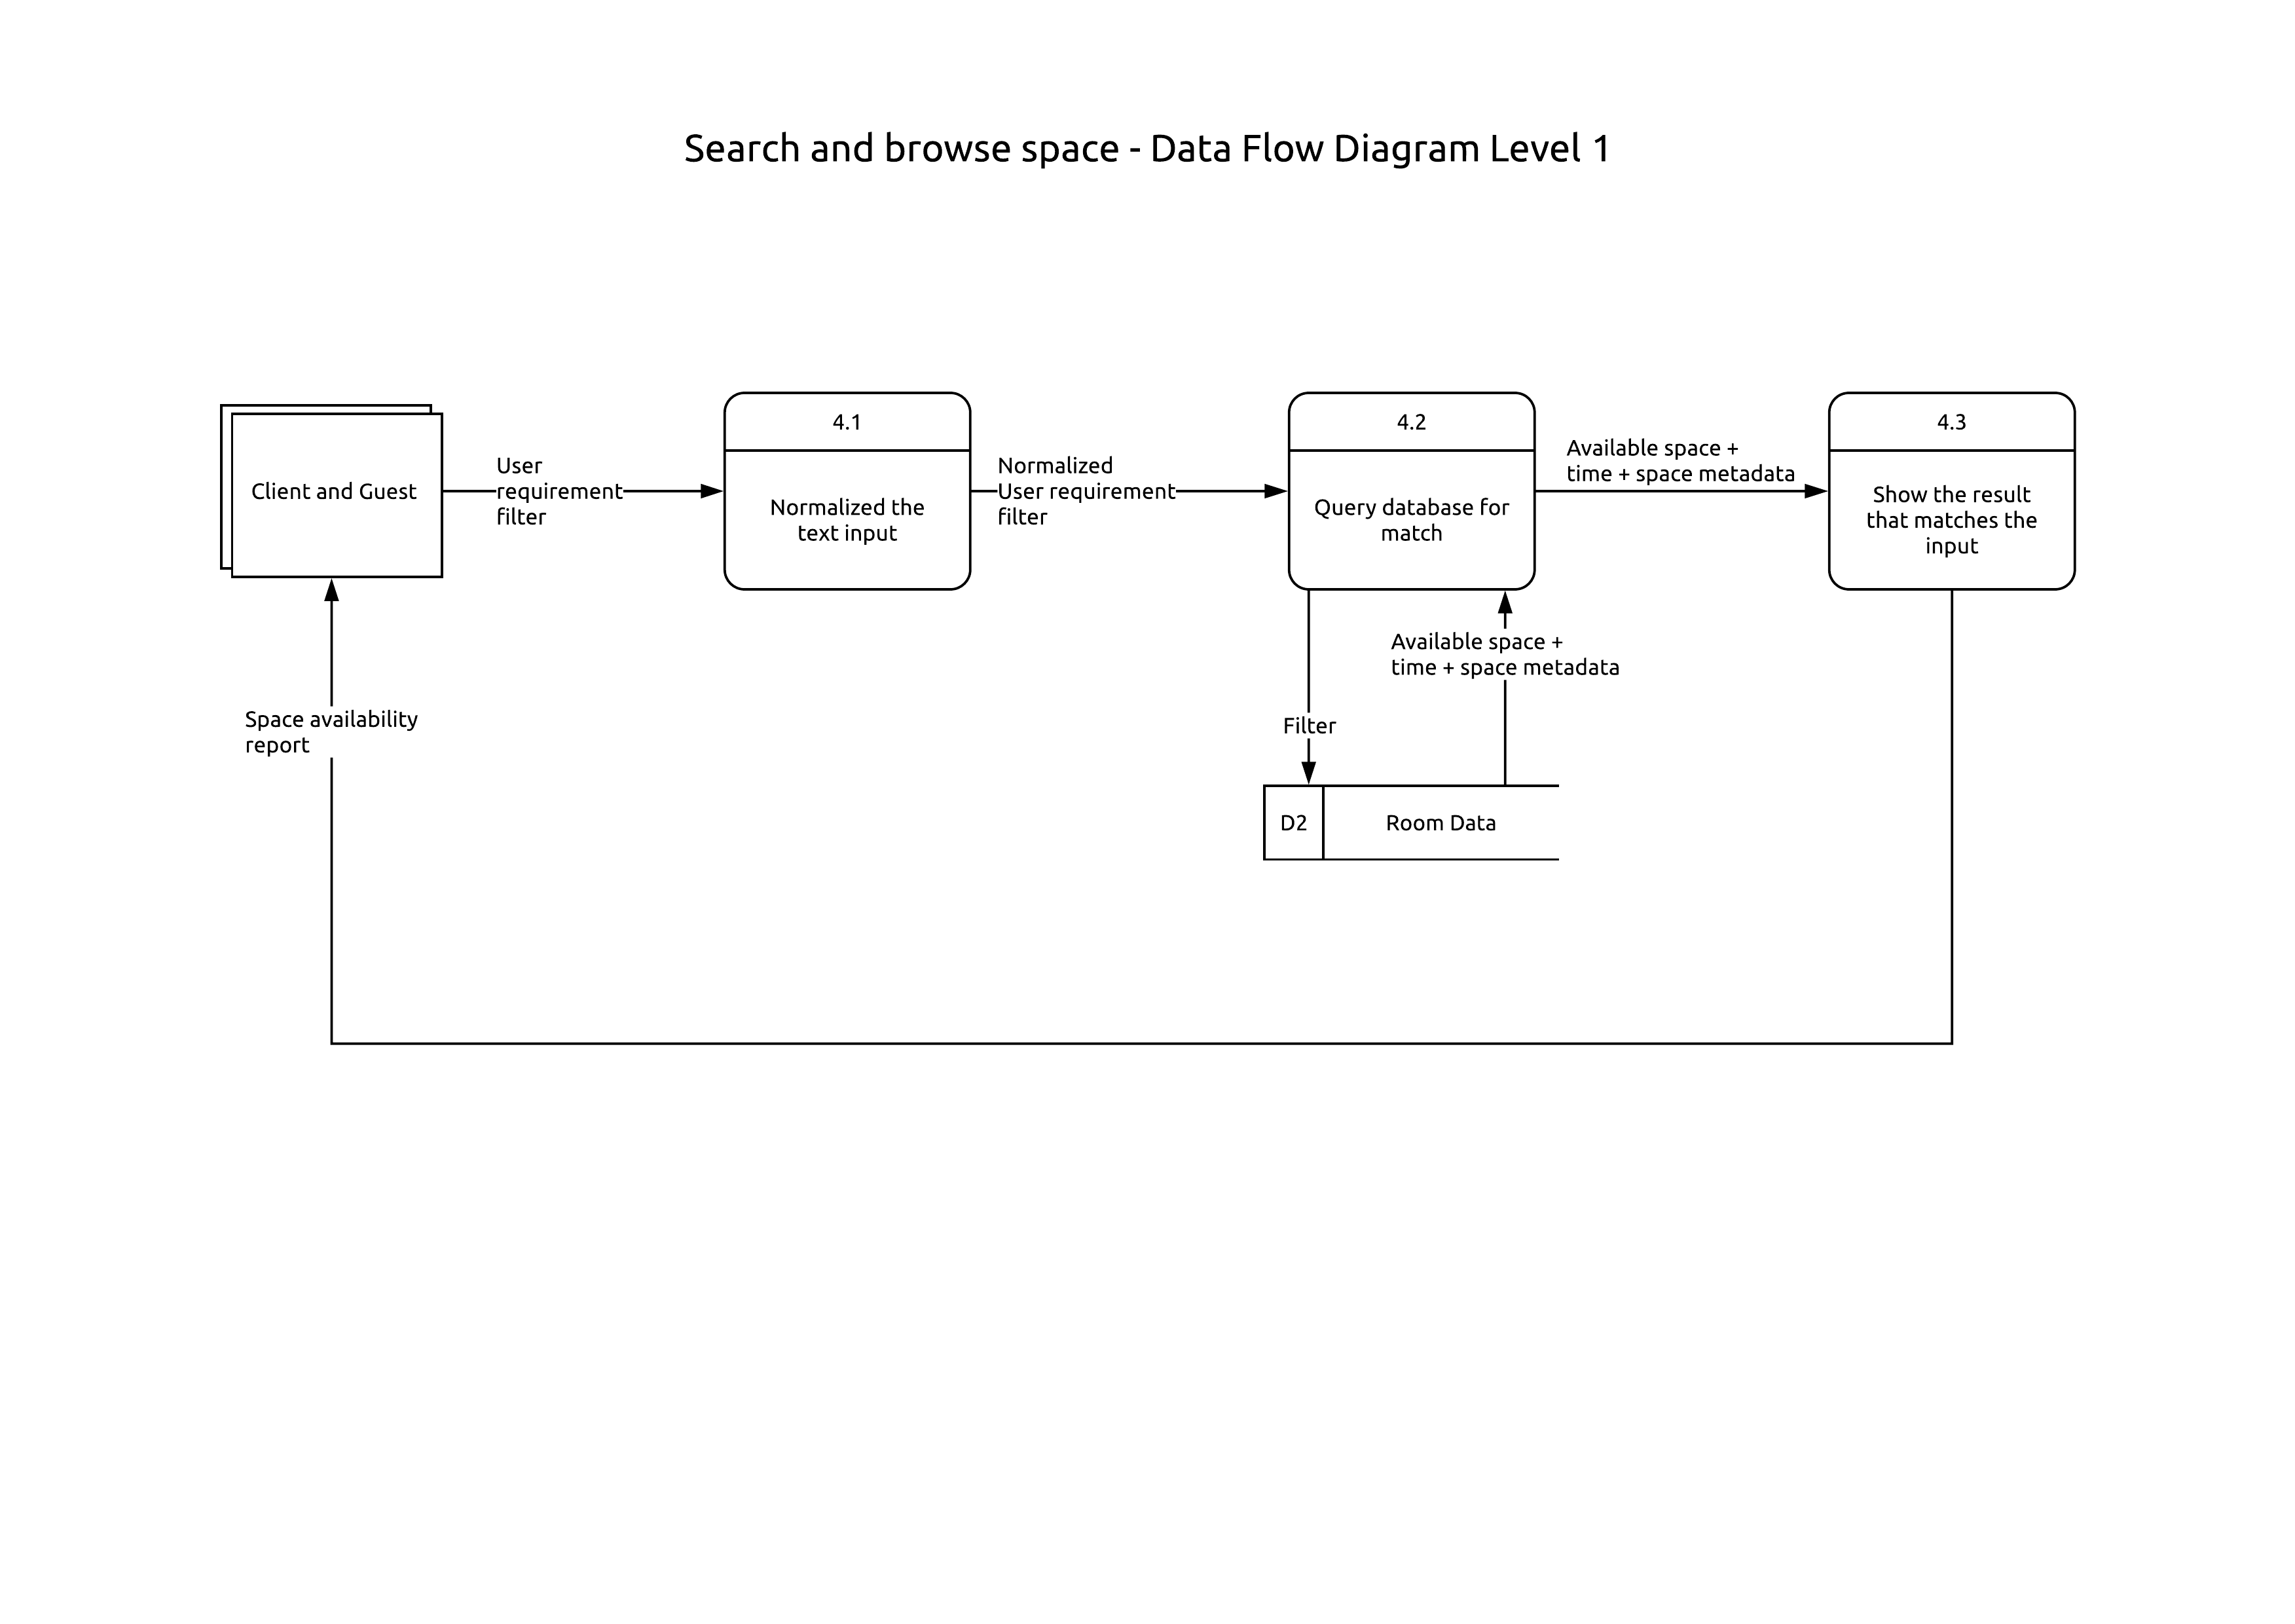 Search and browse space - Data Flow Diagram Level 1
Client and Guest
User
requirement
filter
4.1
Normalized the
text input
Normalized
User requirement
filter
4.2
Query database for
match
Available space +
time + space metadata
4.3
Show the result
that matches the
input
Available space +
time + space metadata
Filter
Space availability
report
D2
Room Data